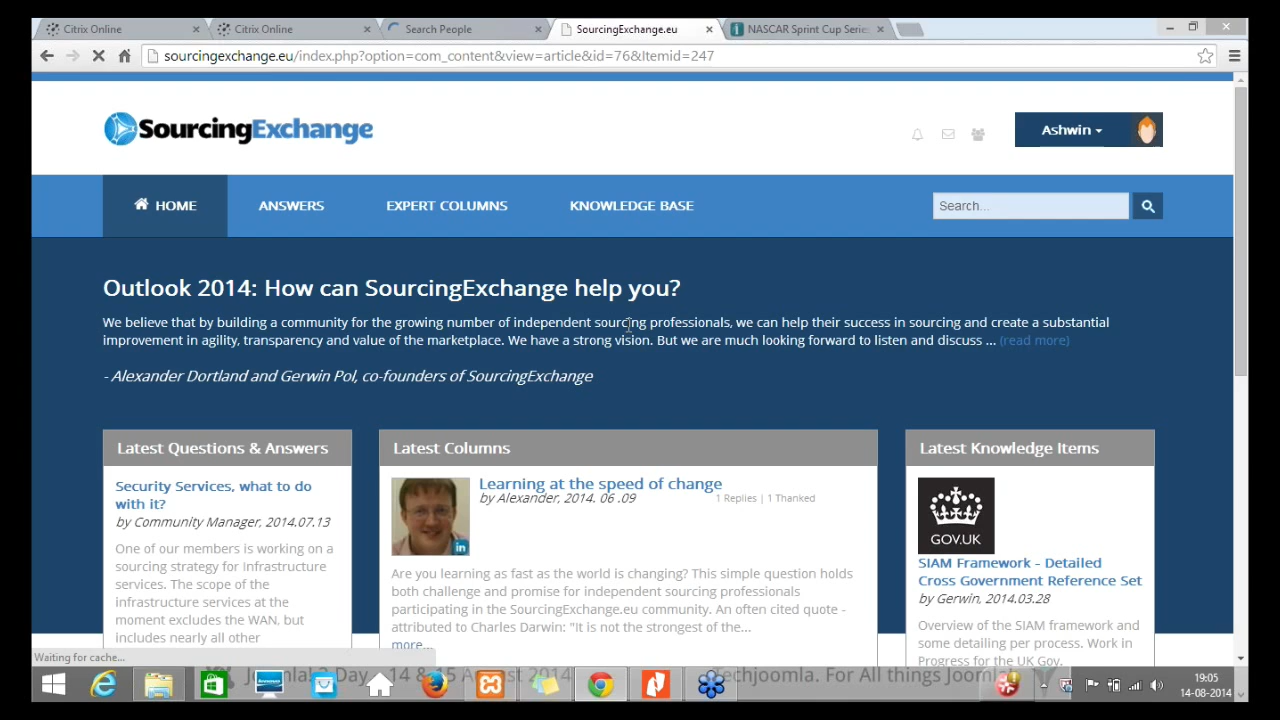 Citrix Online
Citrix Online
Search People
SourcingExchange.eu
NASCAR Sprint Cup Serie
sourcingexchange.eu/index.php?option=com_content&view=article&id=76&Itemid=247
SourcingExchange
Ashwin
HOME
ANSWERS
EXPERT COLUMNS
KNOWLEDGE BASE
Search...
Outlook 2014: How can SourcingExchange help you?
We believe that by building a community for the growing number of independent sourcing professionals, we can help their success in sourcing and create a substantial
improvement in agility, transparency and value of the marketplace. We have a strong vision. But we are much looking forward to listen and discuss ... (read more)
- Alexander Dortland and Gerwin Pol, co-founders of SourcingExchange
Latest Questions & Answers
Security Services, what to do
with it?
by Community Manager, 2014.07.13
One of our members is working on a
sourcing strategy for Infrastructure
services. The scope of the
infrastructure services at the
moment excludes the WAN, but
includes nearly all other
Latest Columns
Learning at the speed of change
by Alexander, 2014. 06 .09
1 Replies | 1 Thanked
in
Are you learning as fast as the world is changing? This simple question holds
both challenge and promise for independent sourcing professionals
participating in the SourcingExchange.eu community. An often cited quote -
attributed to Charles Darwin: "It is not the strongest of the...
more...
Latest Knowledge Items
GOV.UK
SIAM Framework - Detailed
Cross Government Reference Set
by Gerwin, 2014.03.28
Overview of the SIAM framework and
some detailing per process. Work in
Progress for the UK Gov.
Waiting for cache...
Day, 14 & 15 2014
For All things
19:05
14-08-2014